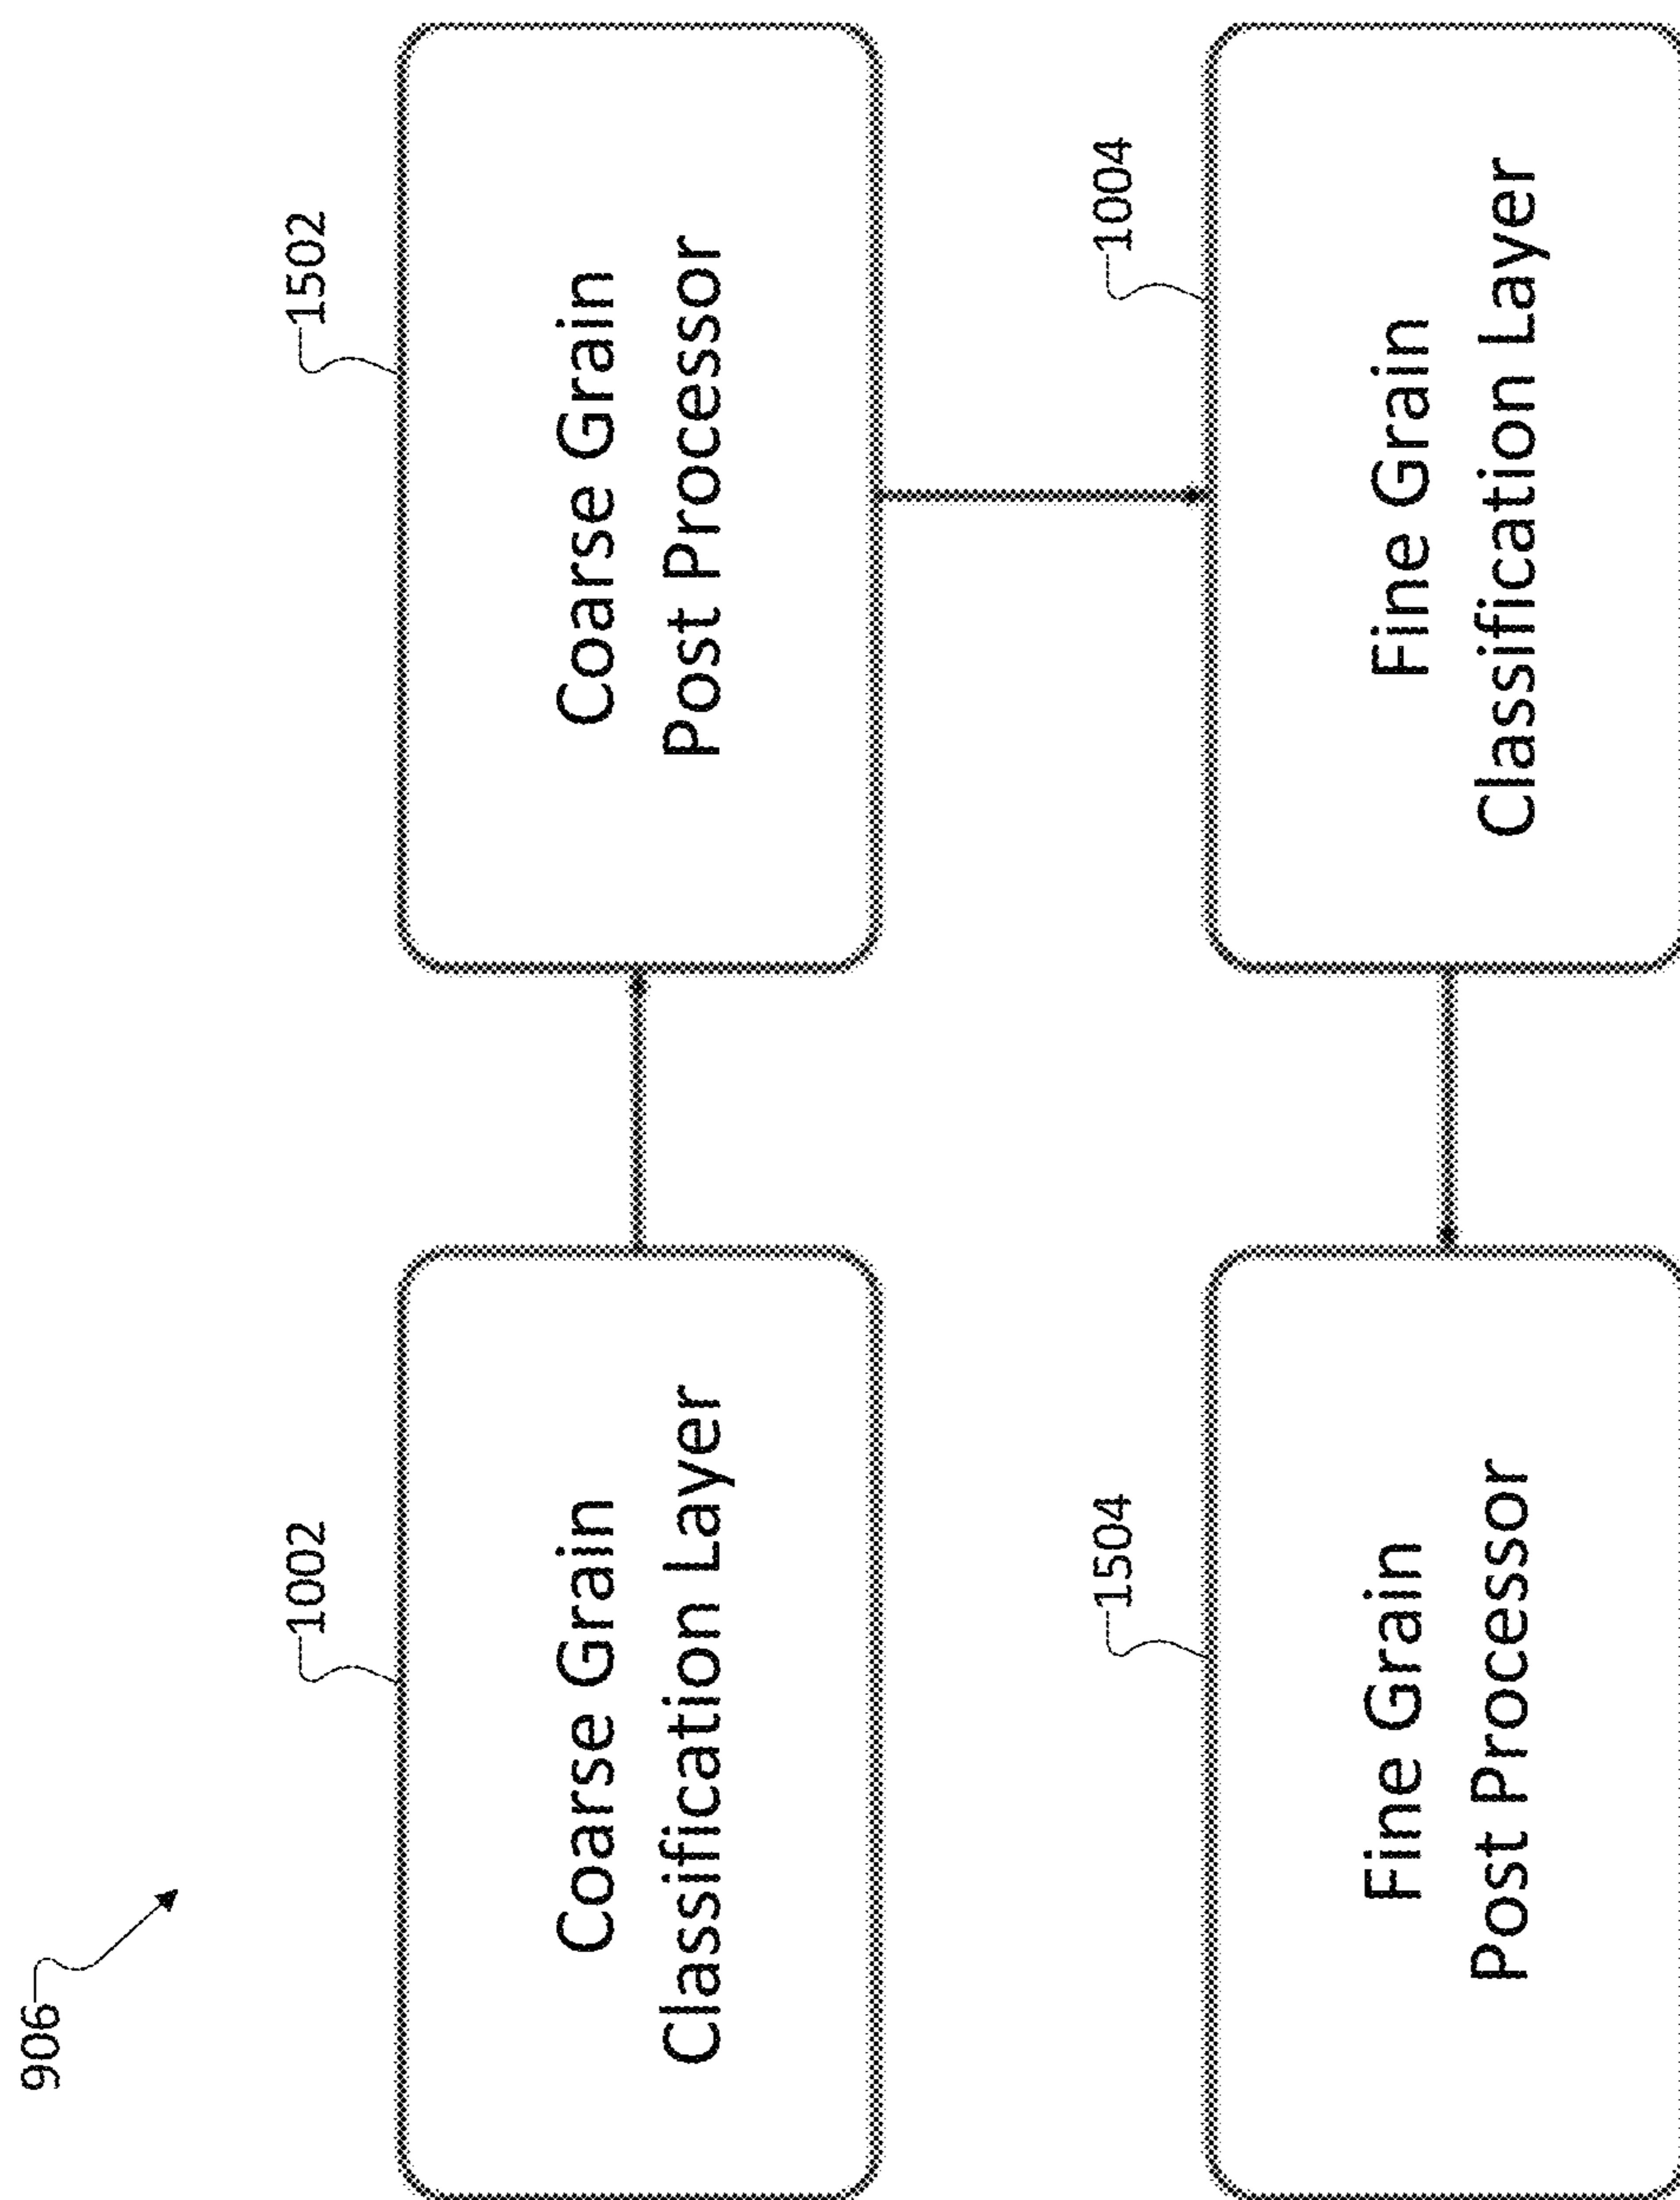 906
1002
Coarse Grain
Classification Layer
1502
Coarse Grain
Post Processor
1504
Fine Grain
Post Processor
1004
Fine Grain
Classification Layer